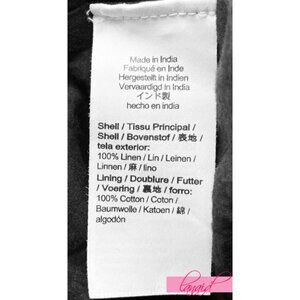 Made in India
Fabriqué en Inde
Hergestellt in Indien
Vervaardigd in India
インド製
hecho en india
Shell / Tissu Principal /
Shell / Bovenstof / 表地 /
tela exterior:
100% Linen / Lin / Leinen /
Linnen / 麻 / lino
Lining / Doublure / Futter
/ Voering / 裏地 / forro:
100% Cotton / Coton /
Baumwolle / Katoen / 綿 /
algodón
langid